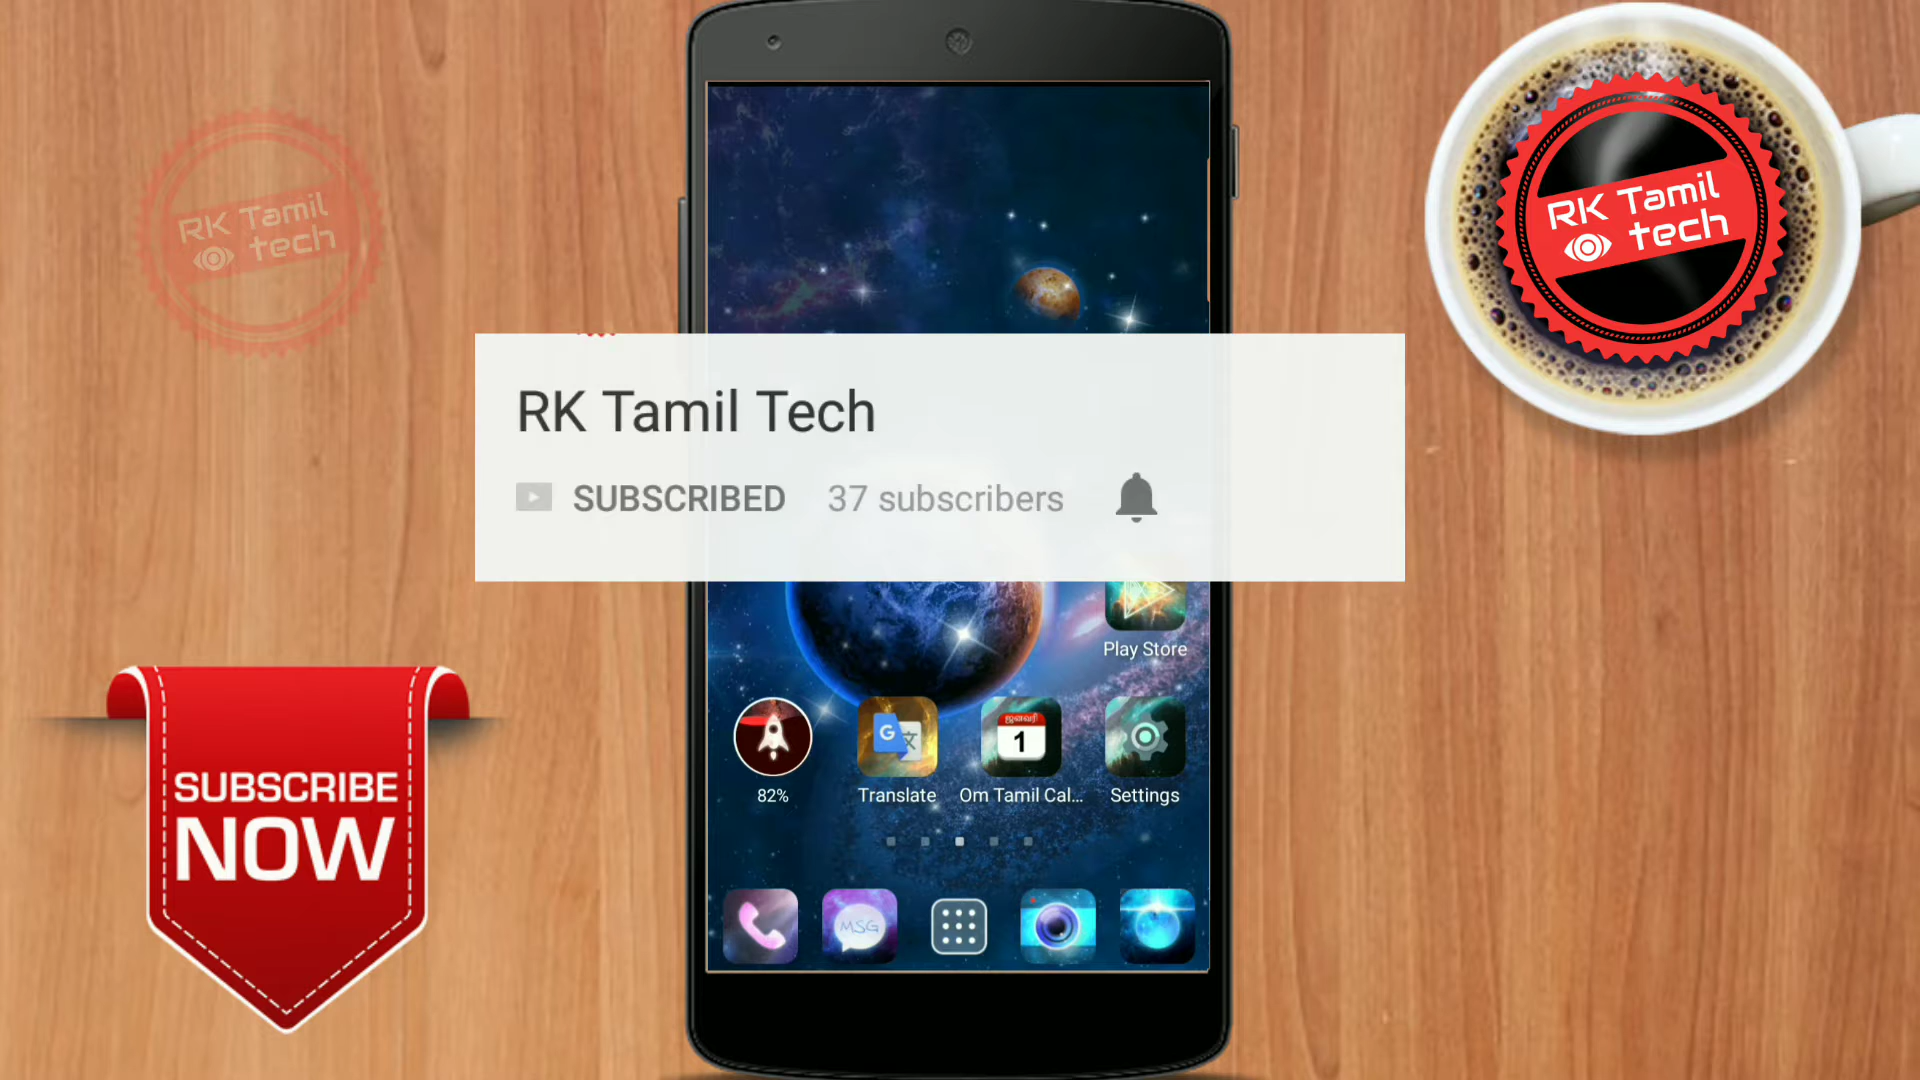 RK Tamil
tech
RK Tamil
tech
RK Tamil Tech
SUBSCRIBED 37 subscribers
Play Store
G
1
82% Translate Om Tamil Cal... Settings
MSG
SUBSCRIBE
NOW